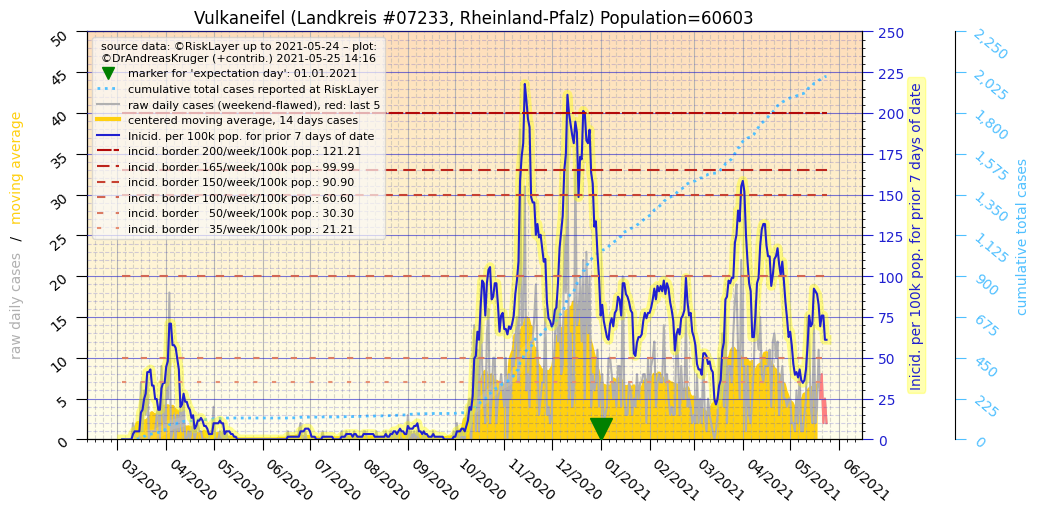 Vulkaneifel (Landkreis #07233, Rheinland-Pfalz) Population=60603
source data: ©RiskLayer up to 2021-05-24 – plot:
©DrAndreasKruger (+contrib.) 2021-05-25 14:16
marker for 'expectation day': 01.01.2021
cumulative total cases reported at RiskLayer
raw daily cases (weekend-flawed), red: last 5
centered moving average, 14 days cases
Inicid. per 100k pop. for prior 7 days of date
incid. border 200/week/100k pop.: 121.21
incid. border 165/week/100k pop.: 99.99
incid. border 150/week/100k pop.: 90.90
incid. border 100/week/100k pop.: 60.60
incid. border   50/week/100k pop.: 30.30
incid. border   35/week/100k pop.: 21.21
raw daily cases  /  moving average
50
45
40
35
30
25
20
15
10
5
0
03/2020
04/2020
05/2020
06/2020
07/2020
08/2020
09/2020
10/2020
11/2020
12/2020
01/2021
02/2021
03/2021
04/2021
05/2021
06/2021
250
225
200
175
150
125
100
75
50
25
0
Inicid. per 100k pop. for prior 7 days of date
2,250
2,025
1,800
1,575
1,350
1,125
900
675
450
225
0
cumulative total cases